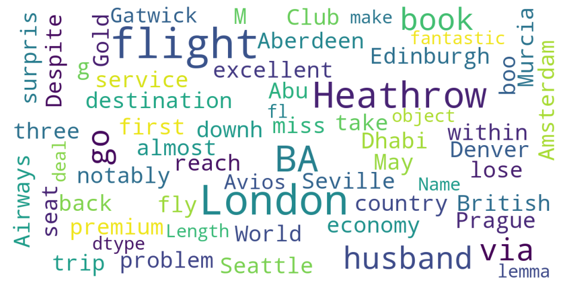 surpris
Despite
Gold
Gatwick
M
Club
make
book
flight
Aberdeen
fantastic
Edinburgh
boo
Murcia
Amsterdam
g
service
excellent
Abu
Heathrow
destination
fl
object
three
go
first
downh
miss
take
within
almost
Dhabi
Denver
Airways
deal
seat
notably
reach
BA
May
lose
Avios
Seville
Name
back
fly
London
country
British
premium
Length
World
economy
Prague
dtype
trip
problem
Seattle
husband
via
lemma